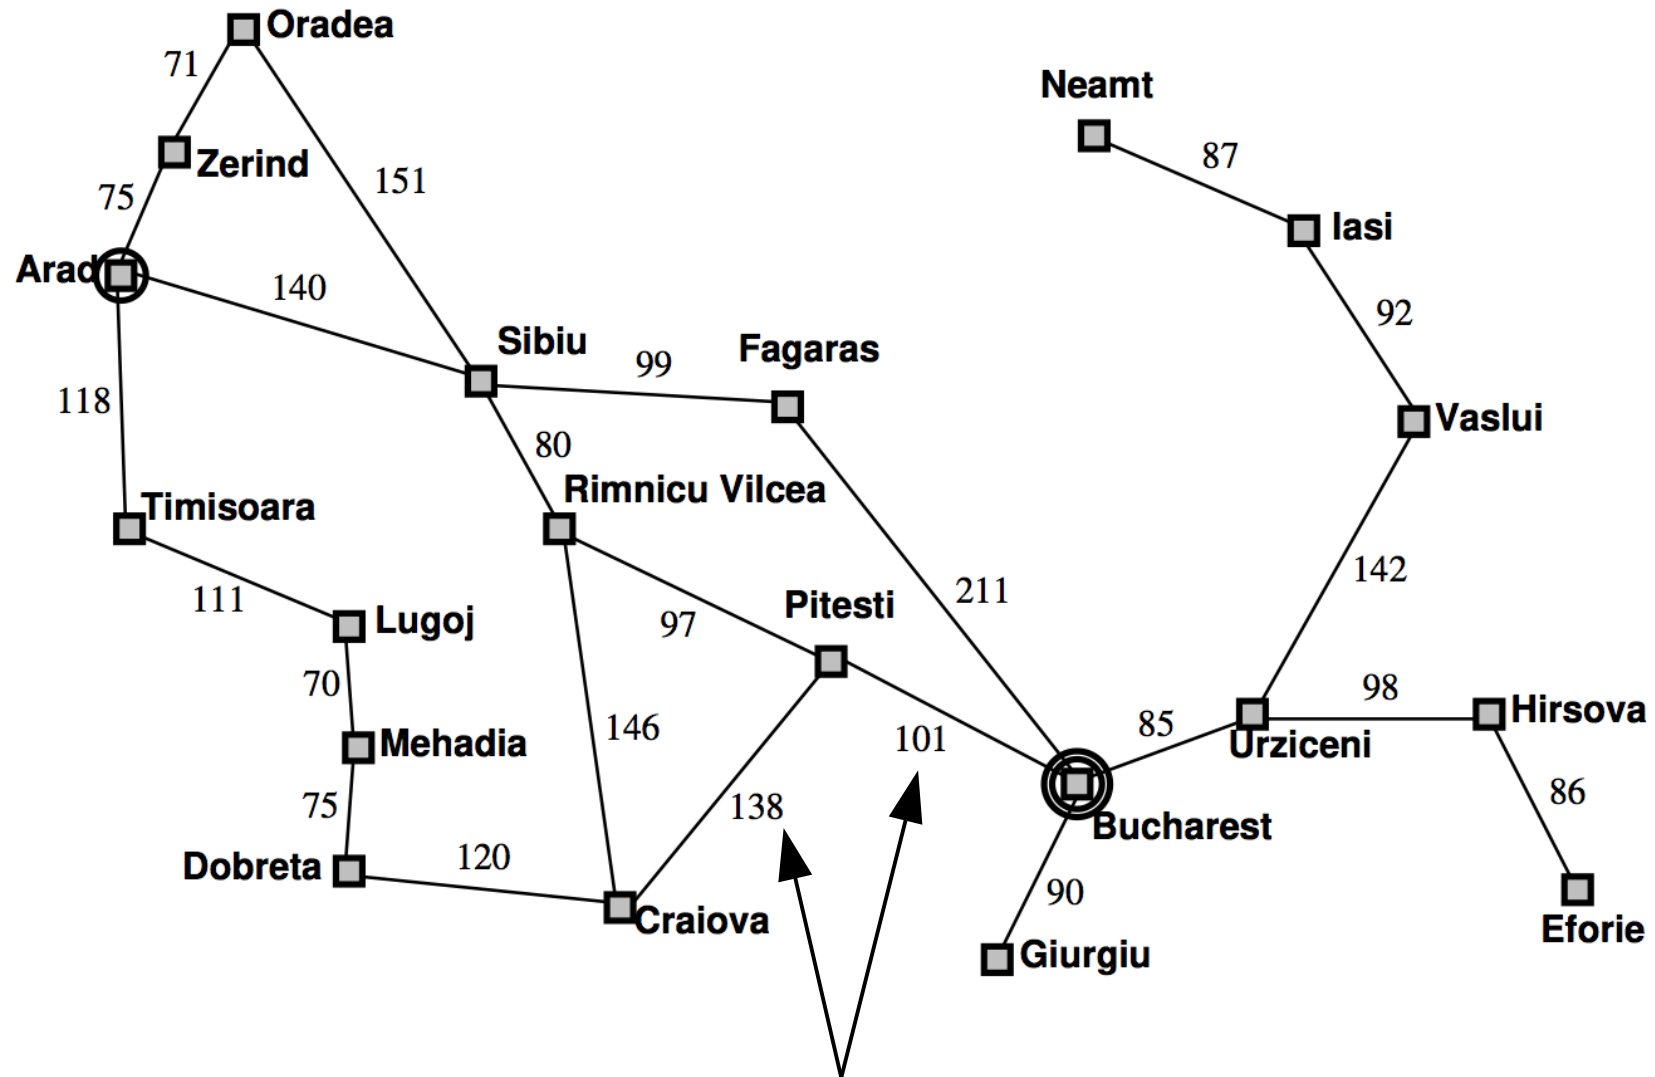 Oradea
71
Neamt
87
Zerind
151
75
Iasi
Arad
140
92
Sibiu
Fagaras
99
118
Vaslui
80
Rimnicu Vilcea
Timisoara
142
211
111
Pitesti
Lugoj
97
70
98
Hirsova
146
85
101
Urziceni
Mehadia
75
138
86
Bucharest
120
Dobreta
90
Craiova
Eforie
Giurgiu